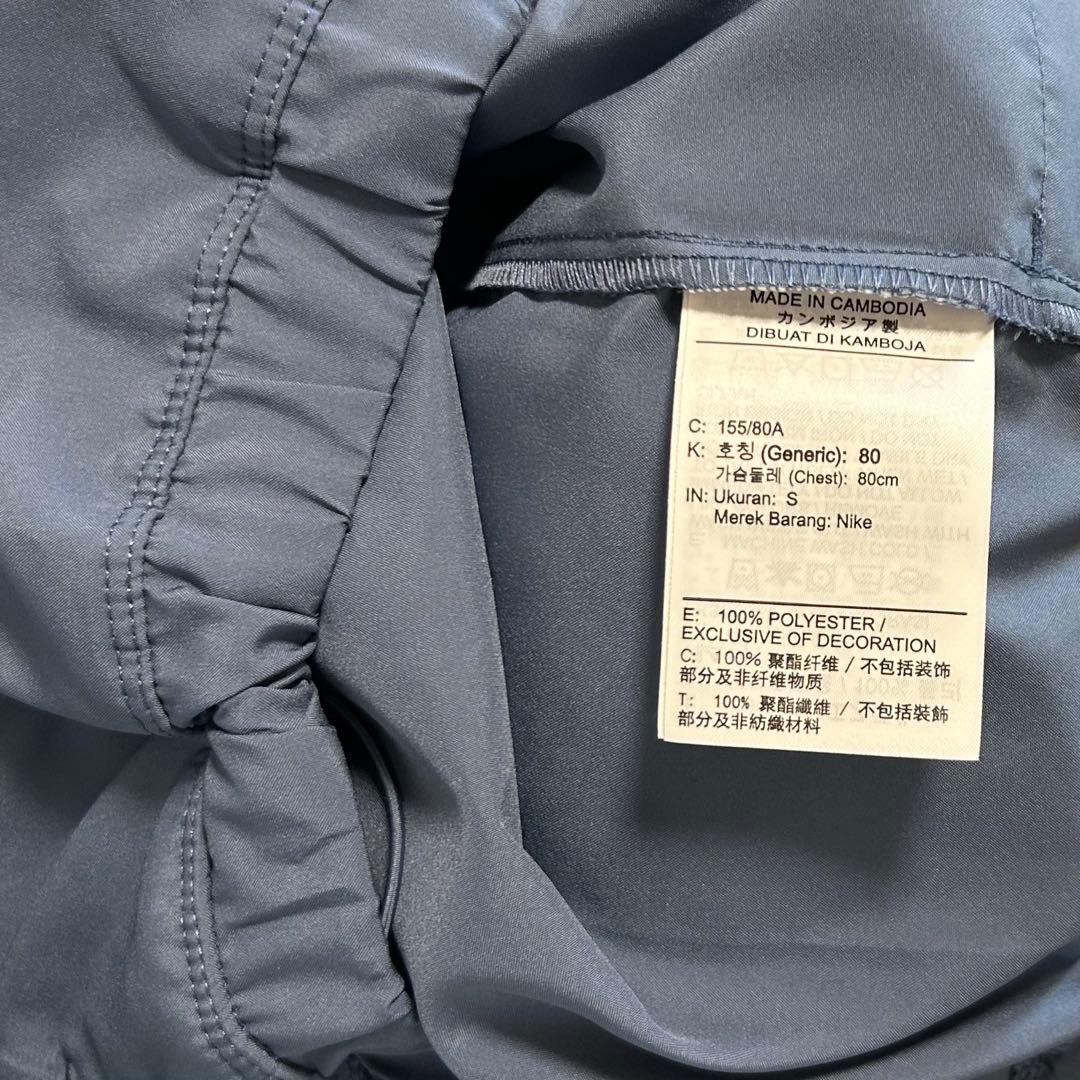 MADE IN CAMBODIA
カンボジア製
DIBUAT DI KAMBOJA
C: 155/80A
K: 호칭 (Generic): 80
가슴둘레 (Chest): 80cm
IN: Ukuran: S
Merek Barang: Nike
E: 100% POLYESTER /
EXCLUSIVE OF DECORATION
C: 100% 聚酯纤维 / 不包括装饰
部分及非纤维物质
T: 100% 聚酯纖維 / 不包括裝飾
部分及非紡織材料